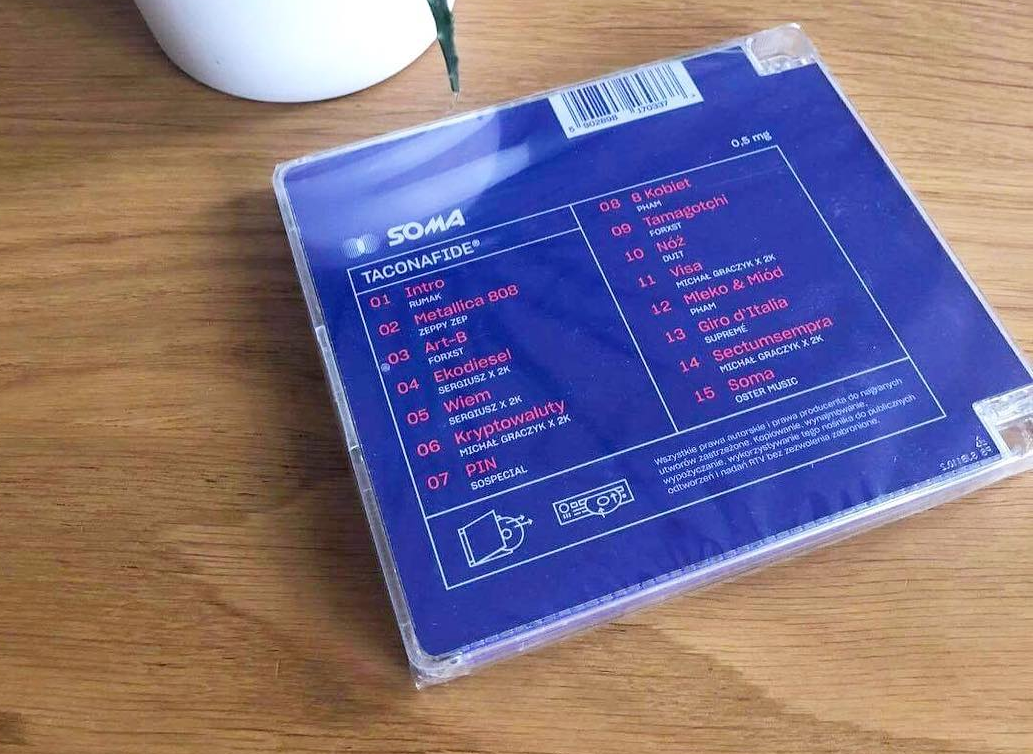 5 902898 170337 >
0,5 mg
SOMA
TACONAFIDE®
01 Intro
RUMAK
02 Metallica 808
ZEPPY ZEP
03 Art-B
FORXST
04 Ekodiesel
SERGIUSZ X 2K
05 Wiem
SERGIUSZ X 2K
06 Kryptowaluty
MICHAŁ GRACZYK X 2K
07 PIN
SOSPECIAL
08 8 Kobiet
PHAM
09 Tamagotchi
FORXST
10 Nóż
DUIT
11 Visa
MICHAŁ GRACZYK X 2K
12 Mleko & Miód
PHAM
13 Giro d'Italia
SUPREMÉ
14 Sectumsempra
MICHAŁ GRACZYK X 2K
15 Soma
OSTER MUSIC
Wszystkie prawa autorskie i prawa producenta do nagranych
utworów zastrzeżone. Kopiowanie, wynajmowanie,
wypożyczanie, wykorzystywanie tego nośnika do publicznych
odtworzeń i nadań RTV bez zezwolenia zabronione.